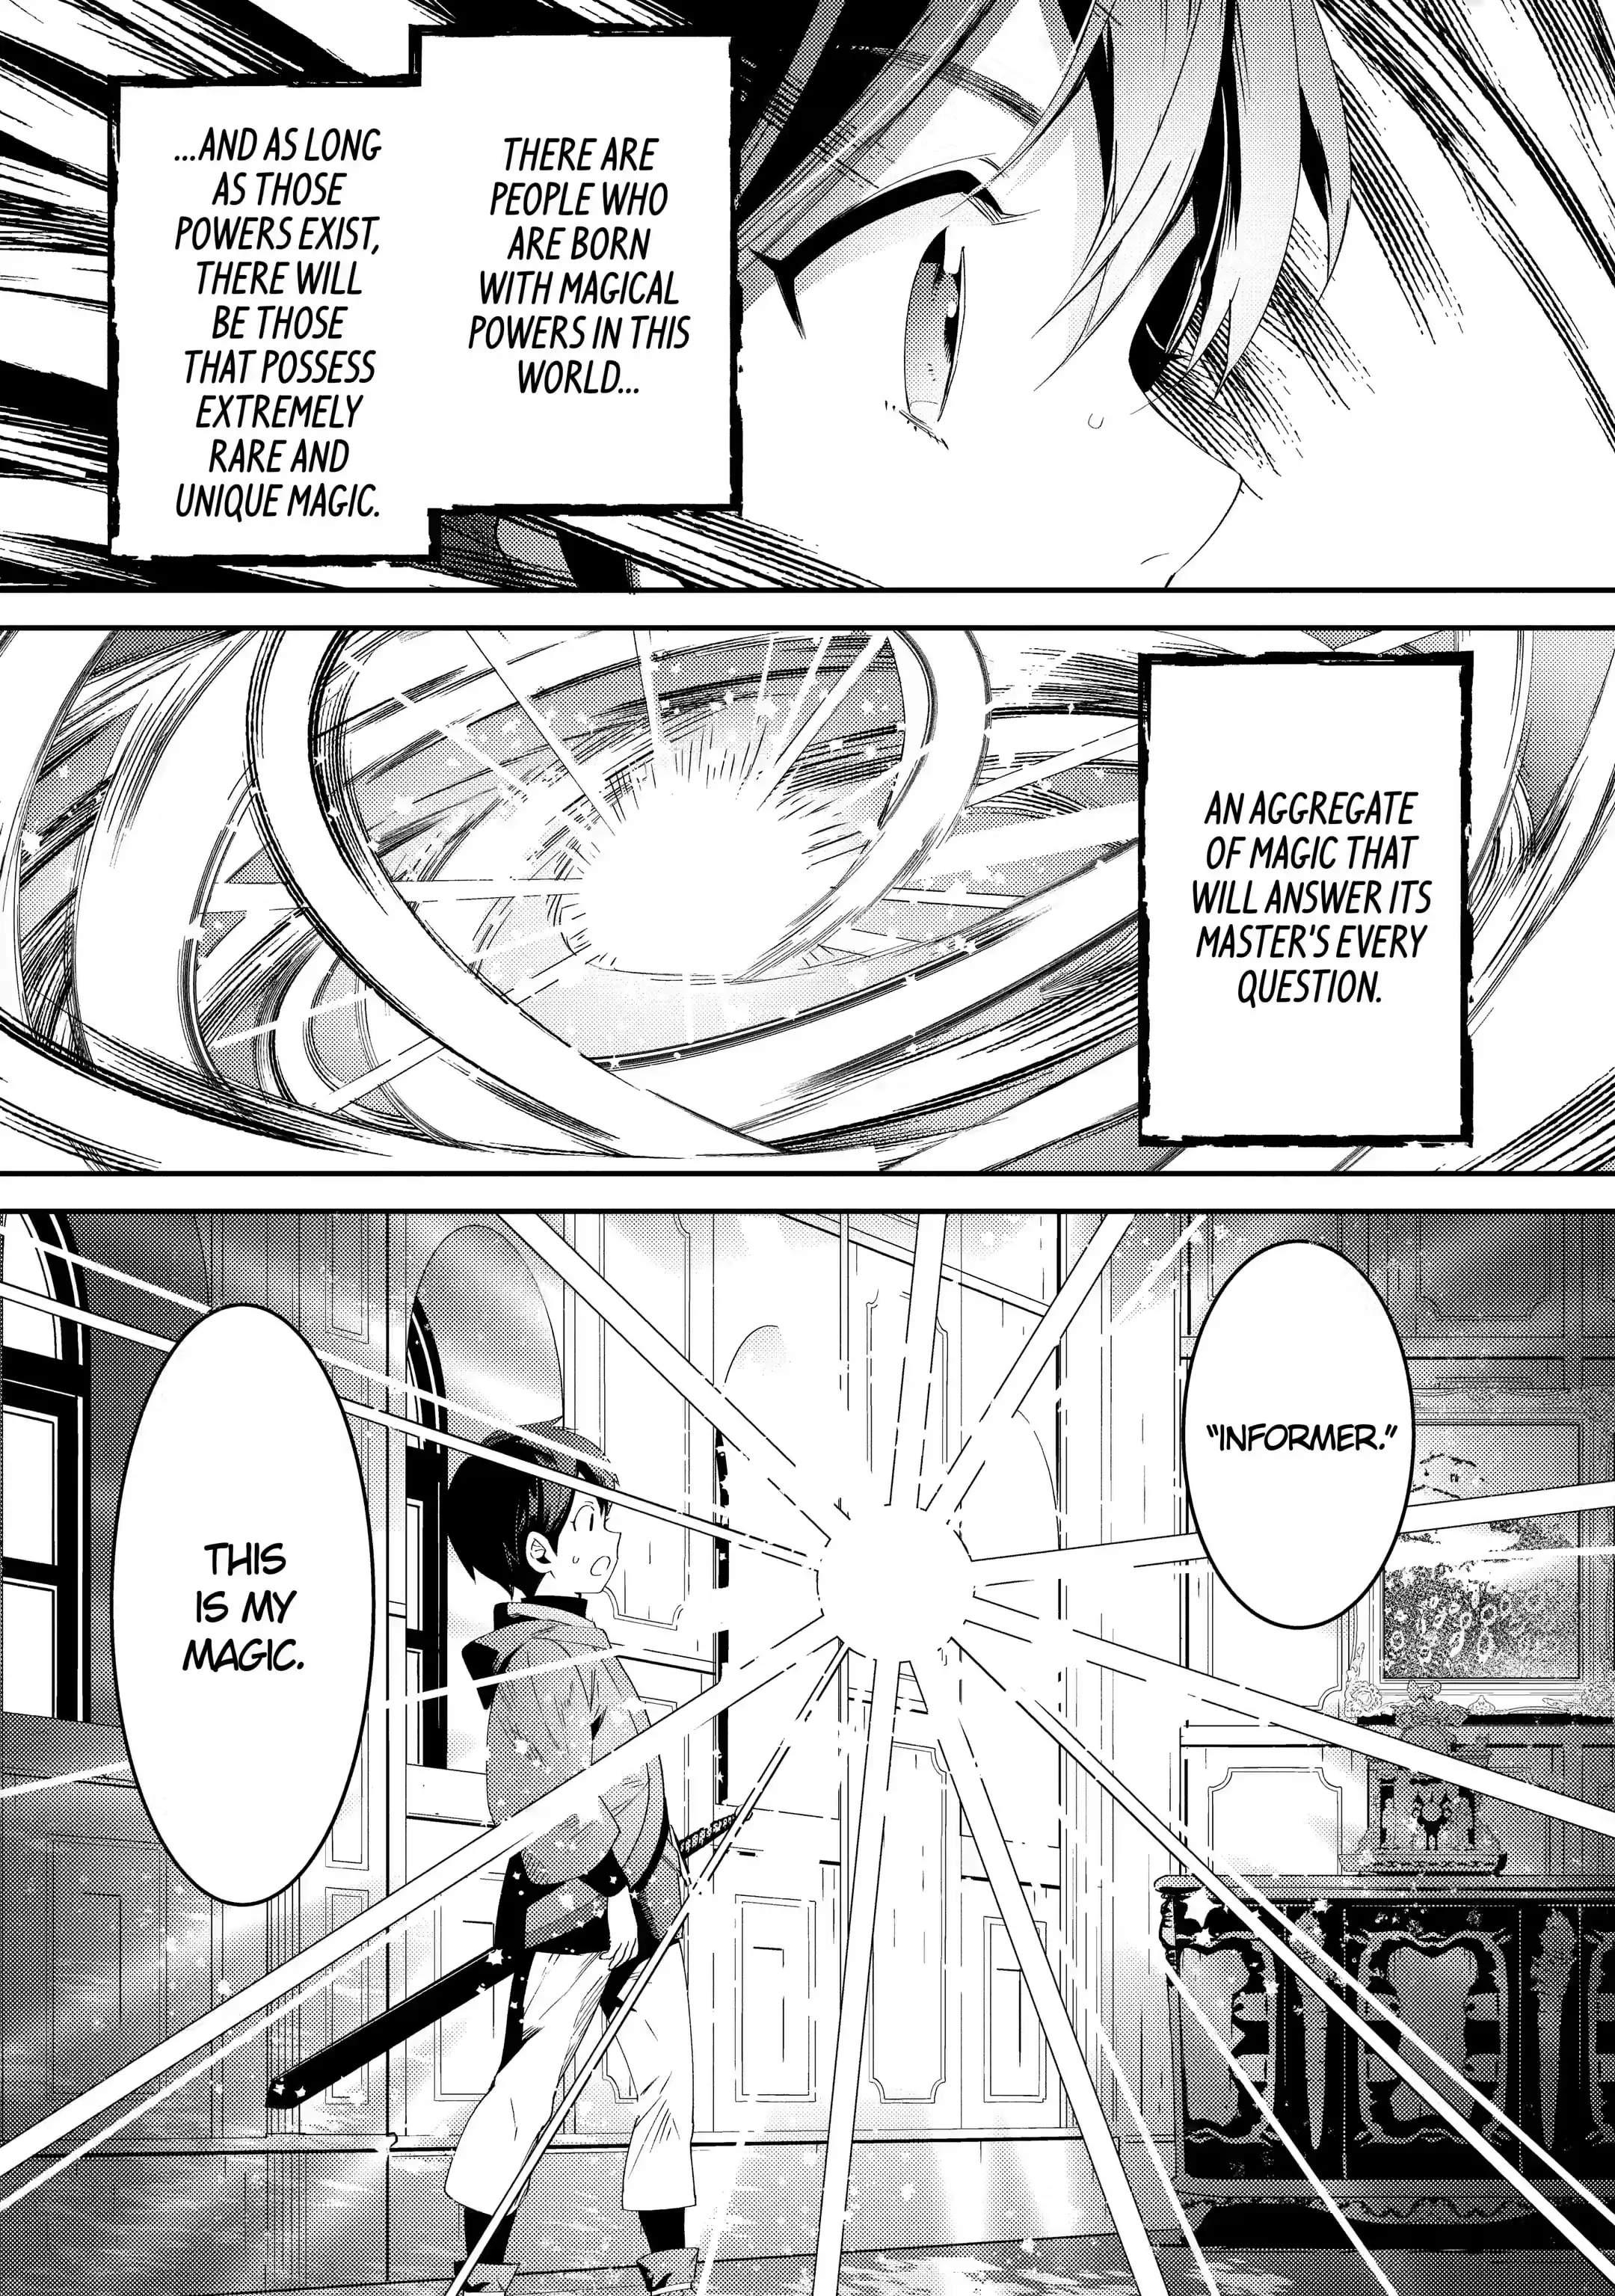 THERE ARE
PEOPLE WHO
ARE BORN
WITH MAGICAL
POWERS IN THIS
WORLD...
...AND AS LONG
AS THOSE
POWERS EXIST,
THERE WILL
BE THOSE
THAT POSSESS
EXTREMELY
RARE AND
UNIQUE MAGIC.
AN AGGREGATE
OF MAGIC THAT
WILL ANSWER ITS
MASTER'S EVERY
QUESTION.
"INFORMER."
THIS
IS MY
MAGIC.